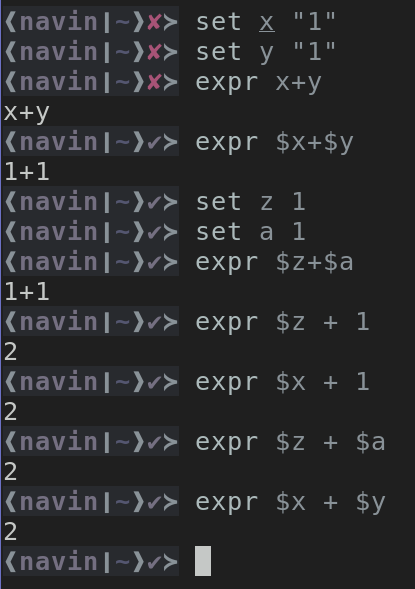 ❰navin|~❱✘≻ set x "1"
❰navin|~❱✘≻ set y "1"
❰navin|~❱✘≻ expr x+y
x+y
❰navin|~❱✔≻ expr $x+$y
1+1
❰navin|~❱✔≻ set z 1
❰navin|~❱✔≻ set a 1
❰navin|~❱✔≻ expr $z+$a
1+1
❰navin|~❱✔≻ expr $z + 1
2
❰navin|~❱✔≻ expr $x + 1
2
❰navin|~❱✔≻ expr $z + $a
2
❰navin|~❱✔≻ expr $x + $y
2
❰navin|~❱✔≻